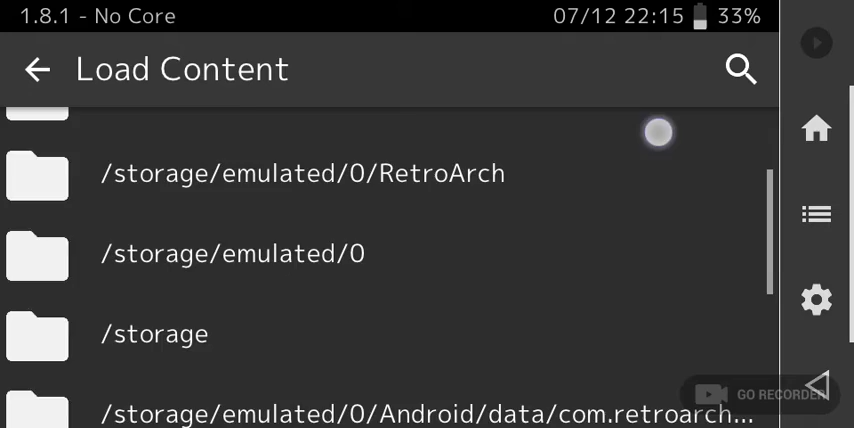 1.8.1 - No Core
07/12 22:15 33%
Load Content
/storage/emulated/0/RetroArch
/storage/emulated/0
/storage
/storage/emulated/0/Android/data/com.retroarch...
GO RECORDER